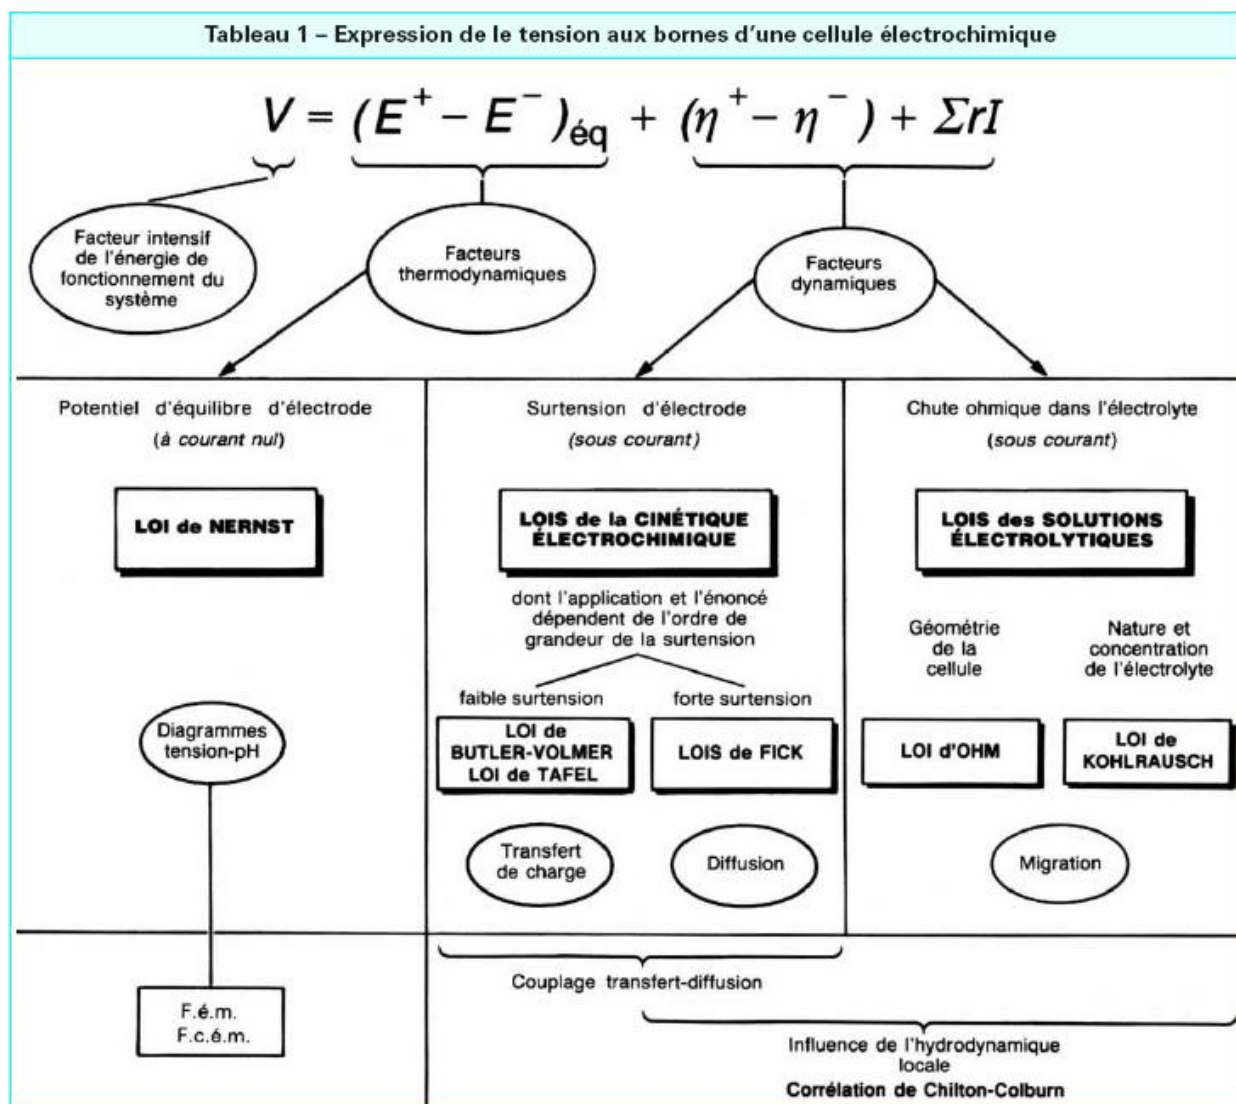 Tableau 1 – Expression de le tension aux bornes d'une cellule électrochimique
V = (E⁺ – E⁻)éq + (η⁺ – η⁻) + ΣrI
Facteur intensif
de l'énergie de
fonctionnement du
système
Facteurs
thermodynamiques
Facteurs
dynamiques
Potentiel d'équilibre d'électrode
(à courant nul)
LOI de NERNST
Diagrammes
tension-pH
F.é.m.
F.c.é.m.
Surtension d'électrode
(sous courant)
LOIS de la CINÉTIQUE
ÉLECTROCHIMIQUE
dont l'application et l'énoncé
dépendent de l'ordre de
grandeur de la surtension
faible surtension
LOI de
BUTLER-VOLMER
LOI de TAFEL
Transfert
de charge
forte surtension
LOIS de FICK
Diffusion
Chute ohmique dans l'électrolyte
(sous courant)
LOIS des SOLUTIONS
ÉLECTROLYTIQUES
Géométrie
de la
cellule
LOI d'OHM
Nature et
concentration
de l'électrolyte
LOI de
KOHLRAUSCH
Migration
Couplage transfert-diffusion
Influence de l'hydrodynamique
locale
Corrélation de Chilton-Colburn